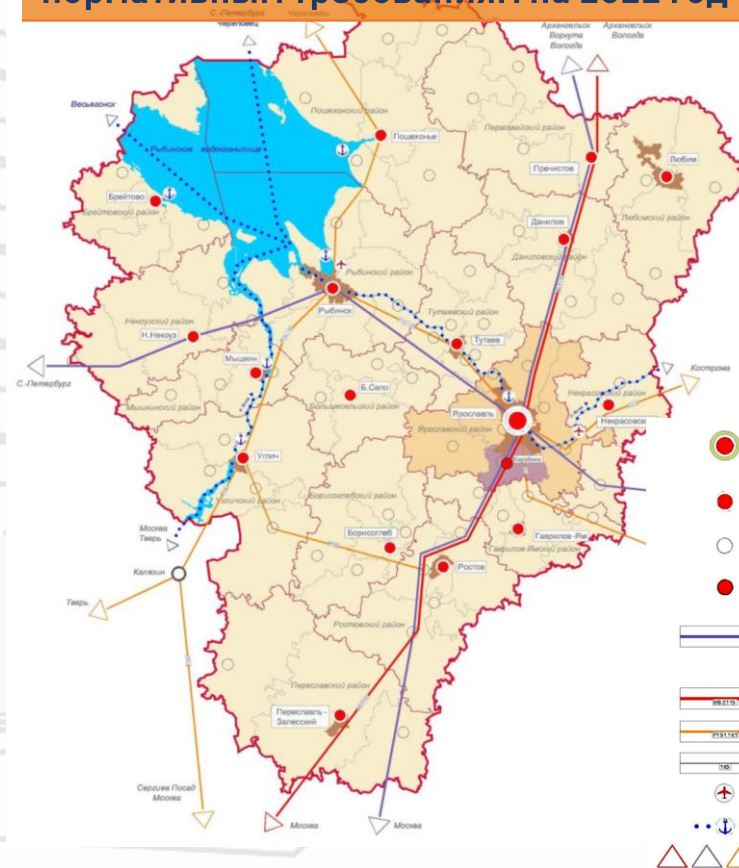 нормативным требованиям на 2022 год
С.-Петербург
Череповец
Череповец
Архангельск
Воркута
Вологда
Архангельск
Вологда
Весьегонск
Пошехонский район
Первомайский район
Пошехонье
Рыбинское водохранилище
Пречистое
Любим
Брейтово
Брейтовский район
Любимский район
Данилов
Даниловский район
Рыбинский район
Рыбинск
Тутаевский район
Некоузский район
Н.Некоуз
Тутаев
Мышкин
С.-Петербург
Кострома
Б.Село
Большесельский район
Мышкинский район
Некрасовский район
Ярославль
Некрасовское
Ярославский район
Углич
Угличский район
Борисоглебский район
Москва
Тверь
Борисоглеб
Гаврилов-Ям
Гаврилов-Ямский район
Ростов
Калязин
Тверь
Ростовский район
Переславский район
Переславль -
Залесский
Сергиев Посад
Москва
Москва
Москва